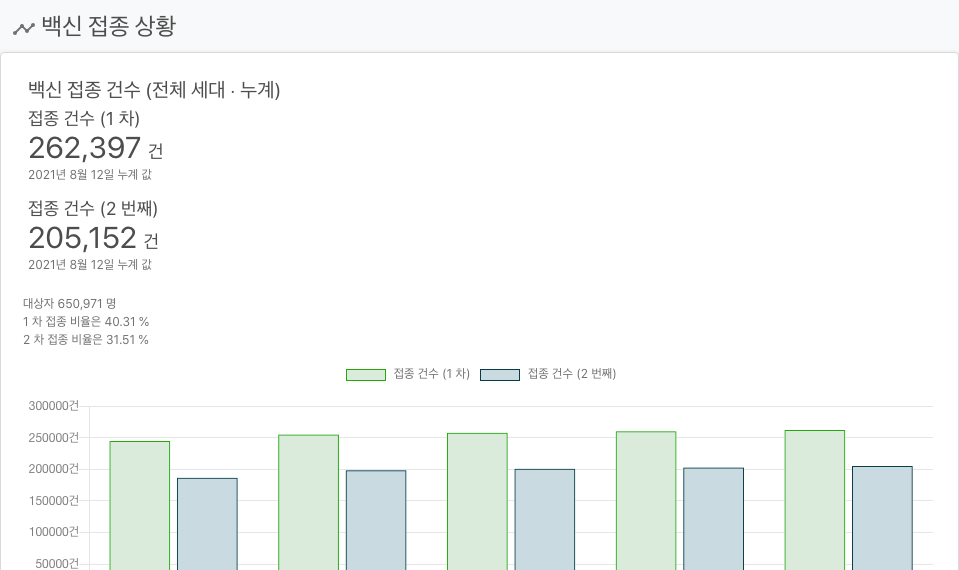 백신 접종 상황
백신 접종 건수 (전체 세대 · 누계)
접종 건수 (1 차)
262,397 건
2021년 8월 12일 누계 값
접종 건수 (2 번째)
205,152 건
2021년 8월 12일 누계 값
대상자 650,971 명
1 차 접종 비율은 40.31 %
2 차 접종 비율은 31.51 %
접종 건수 (1 차) 접종 건수 (2 번째)
300000건
250000건
200000건
150000건
100000건
50000건